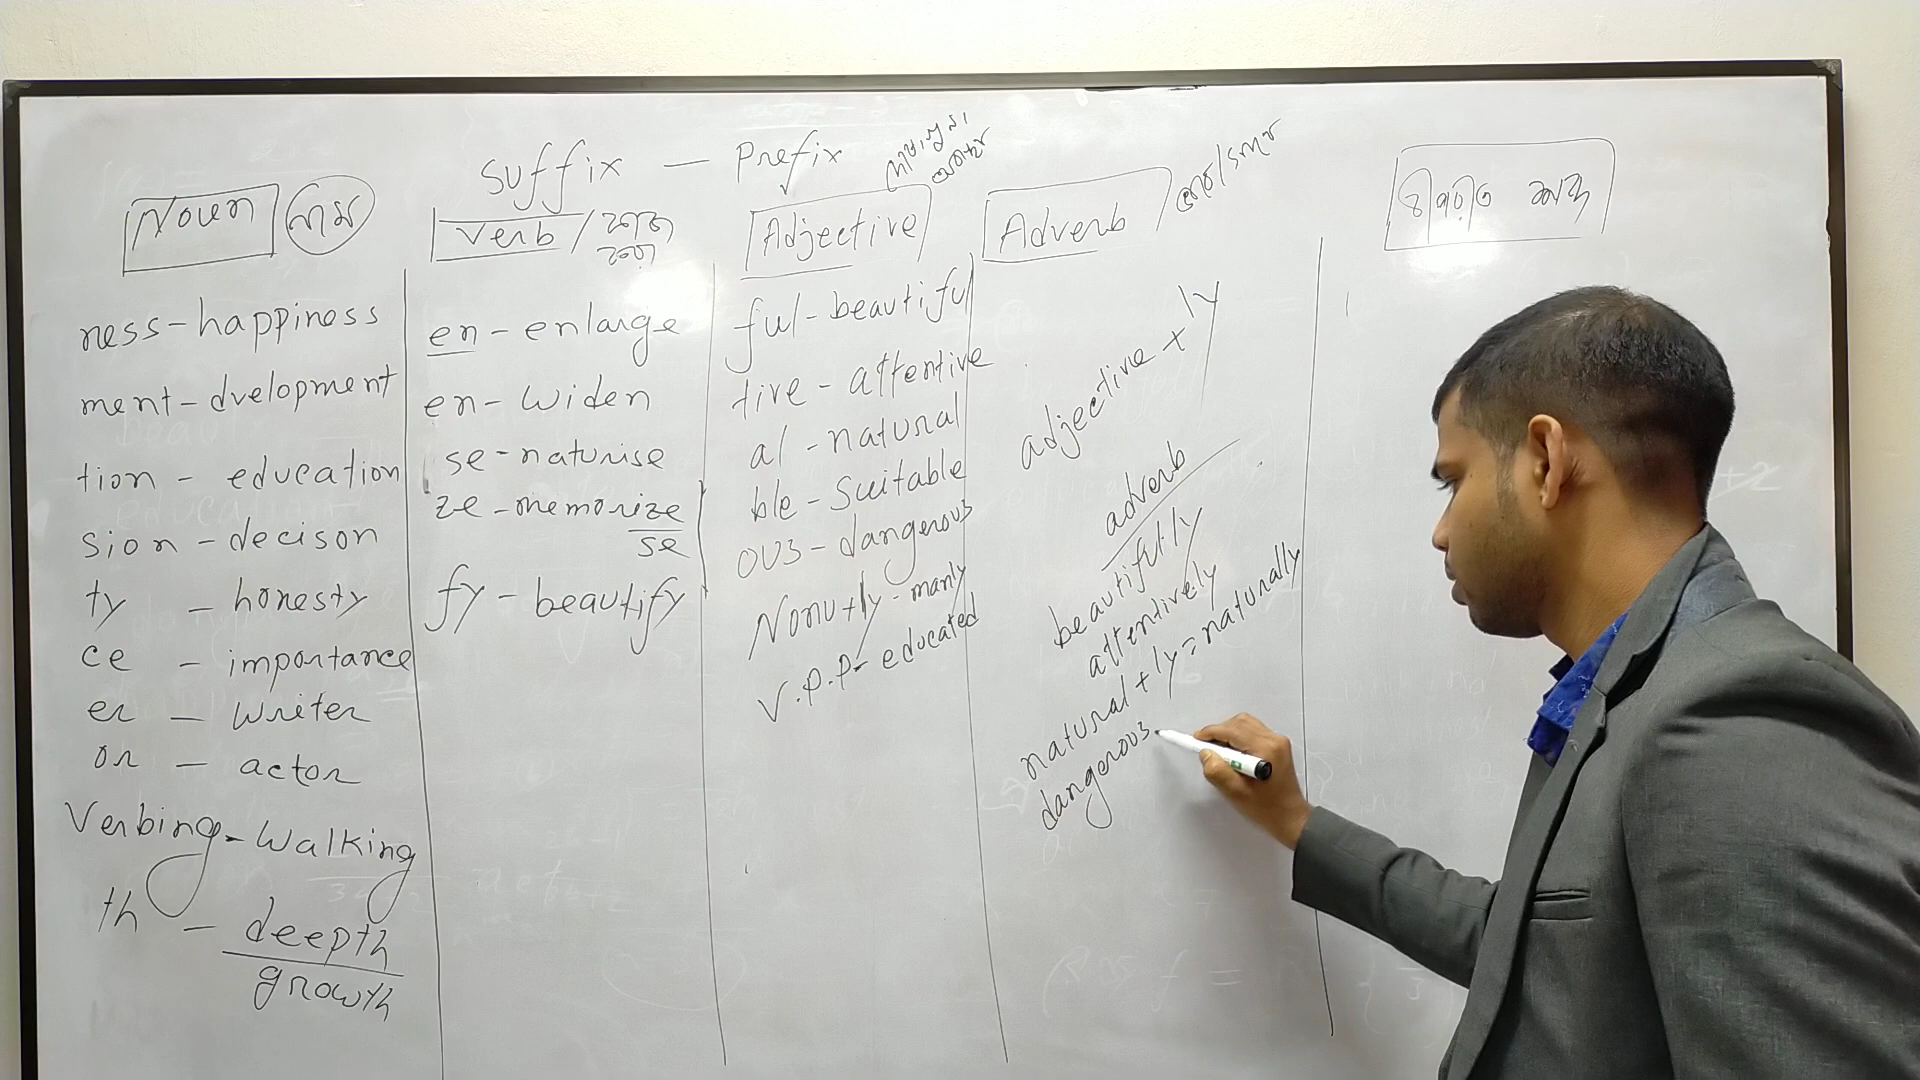 Suffix — Prefix
Noun নাম
ness-happiness
ment-dvelopment
tion - education
sion-decison
ty - honesty
ce - importance
er - writer
or - actor
Verbing-walking
th - deepth
growth
Verb /
en-enlarge
en-widen
se-naturise
ze-memorize
se
fy-beautify
Adjective
ful-beautiful
tive-attentive
al-natural
ble-Suitable
ous-dangerous
Nonu+ly-manly
V.P.P-educated
Adverb /
adjective + ly
adverb
beautifully
attentively
natural+ly=naturally
dangerous
বিপরীত